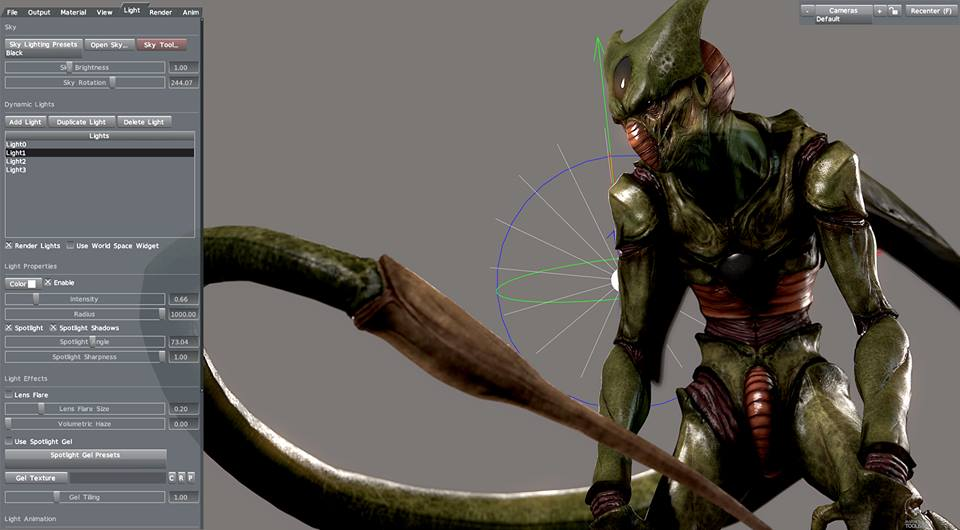 File Output Material View Light Render Anim
- Cameras + Recenter (F)
Default
Sky
Sky Lighting Presets Open Sky... Sky Tool...
Black
Sky Brightness 1.00
Sky Rotation 244.07
Dynamic Lights
Add Light Duplicate Light Delete Light
Lights
Light0
Light1
Light2
Light3
Render Lights Use World Space Widget
Light Properties
Color Enable
Intensity 0.66
Radius 1000.00
Spotlight Spotlight Shadows
Spotlight Angle 73.04
Spotlight Sharpness 1.00
Light Effects
Lens Flare
Lens Flare Size 0.20
Volumetric Haze 0.00
Use Spotlight Gel
Spotlight Gel Presets
Gel Texture C R P
Gel Tiling 1.00
Light Animation